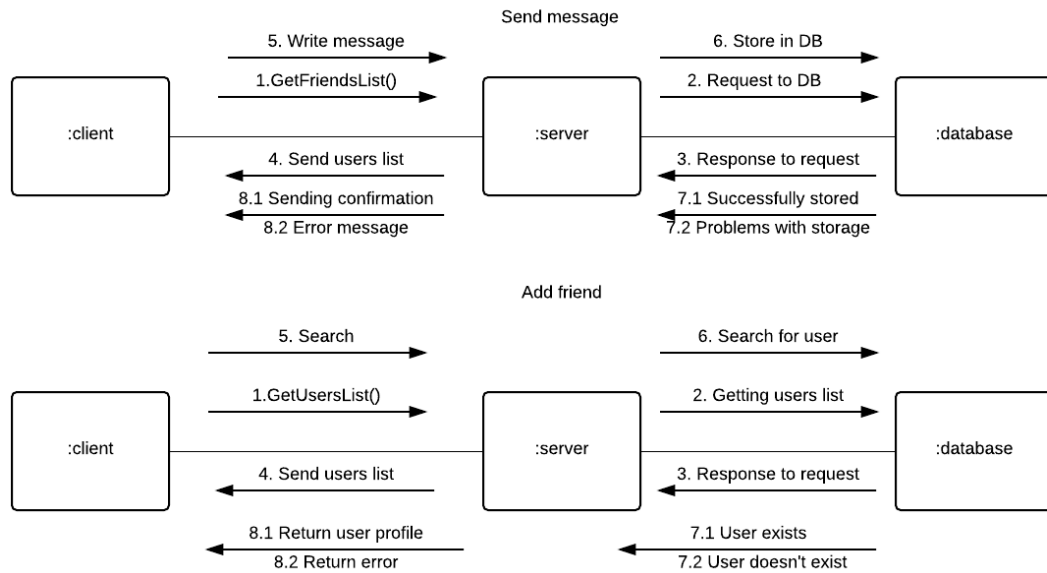 Send message
5. Write message
6. Store in DB
1.GetFriendsList()
2. Request to DB
:client
:server
:database
4. Send users list
3. Response to request
8.1 Sending confirmation
7.1 Successfully stored
8.2 Error message
7.2 Problems with storage
Add friend
5. Search
6. Search for user
1.GetUsersList()
2. Getting users list
:client
:server
:database
4. Send users list
3. Response to request
8.1 Return user profile
7.1 User exists
8.2 Return error
7.2 User doesn't exist